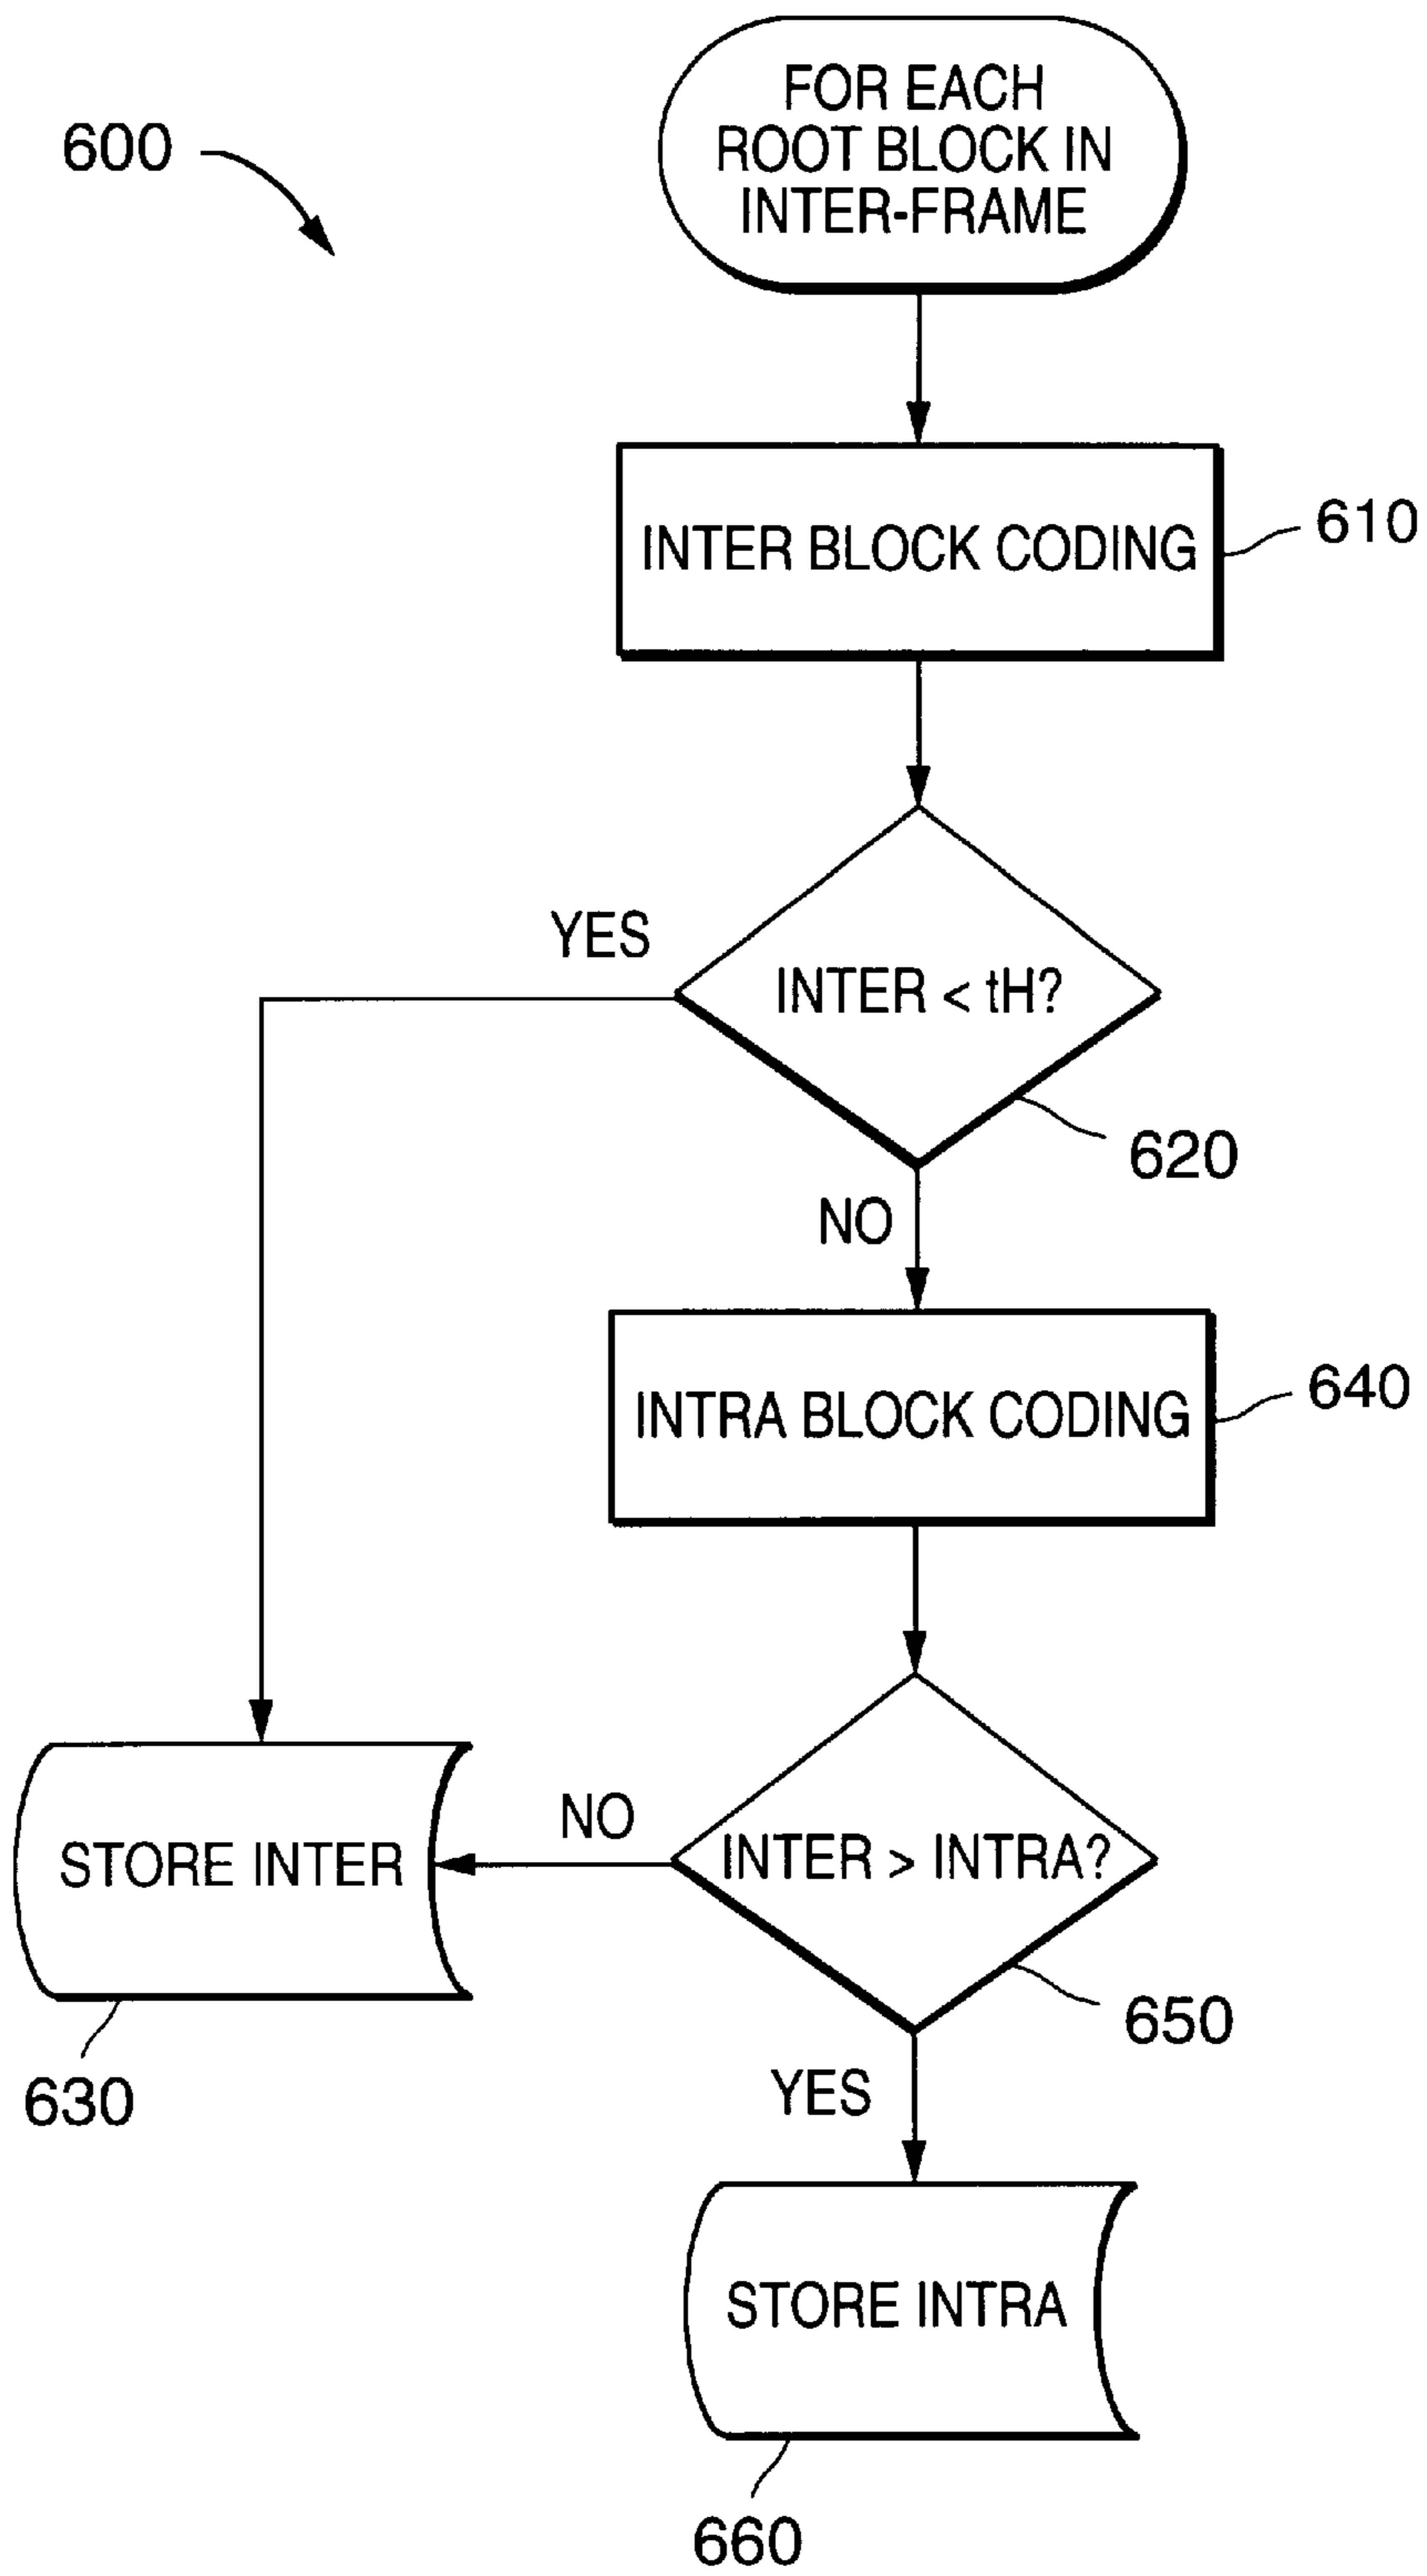 600
FOR EACH
ROOT BLOCK IN
INTER-FRAME
INTER BLOCK CODING
610
YES
INTER < tH?
620
NO
INTRA BLOCK CODING
640
STORE INTER
NO
INTER > INTRA?
630
650
YES
STORE INTRA
660